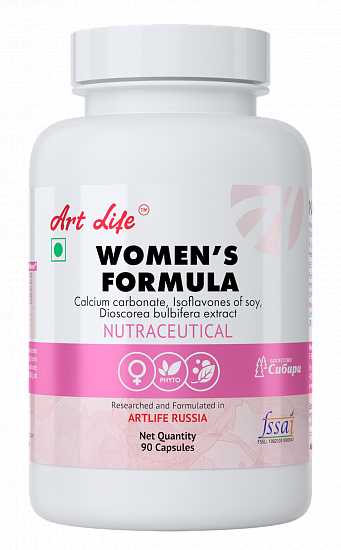 Art Life™
WOMEN'S
FORMULA
Calcium carbonate, Isoflavones of soy,
Dioscorea bulbifera extract
NUTRACEUTICAL
PHYTO
БОГАТСТВО
Сибири
Researched and Formulated in
ARTLIFE RUSSIA
Net Quantity
90 Capsules
fssai